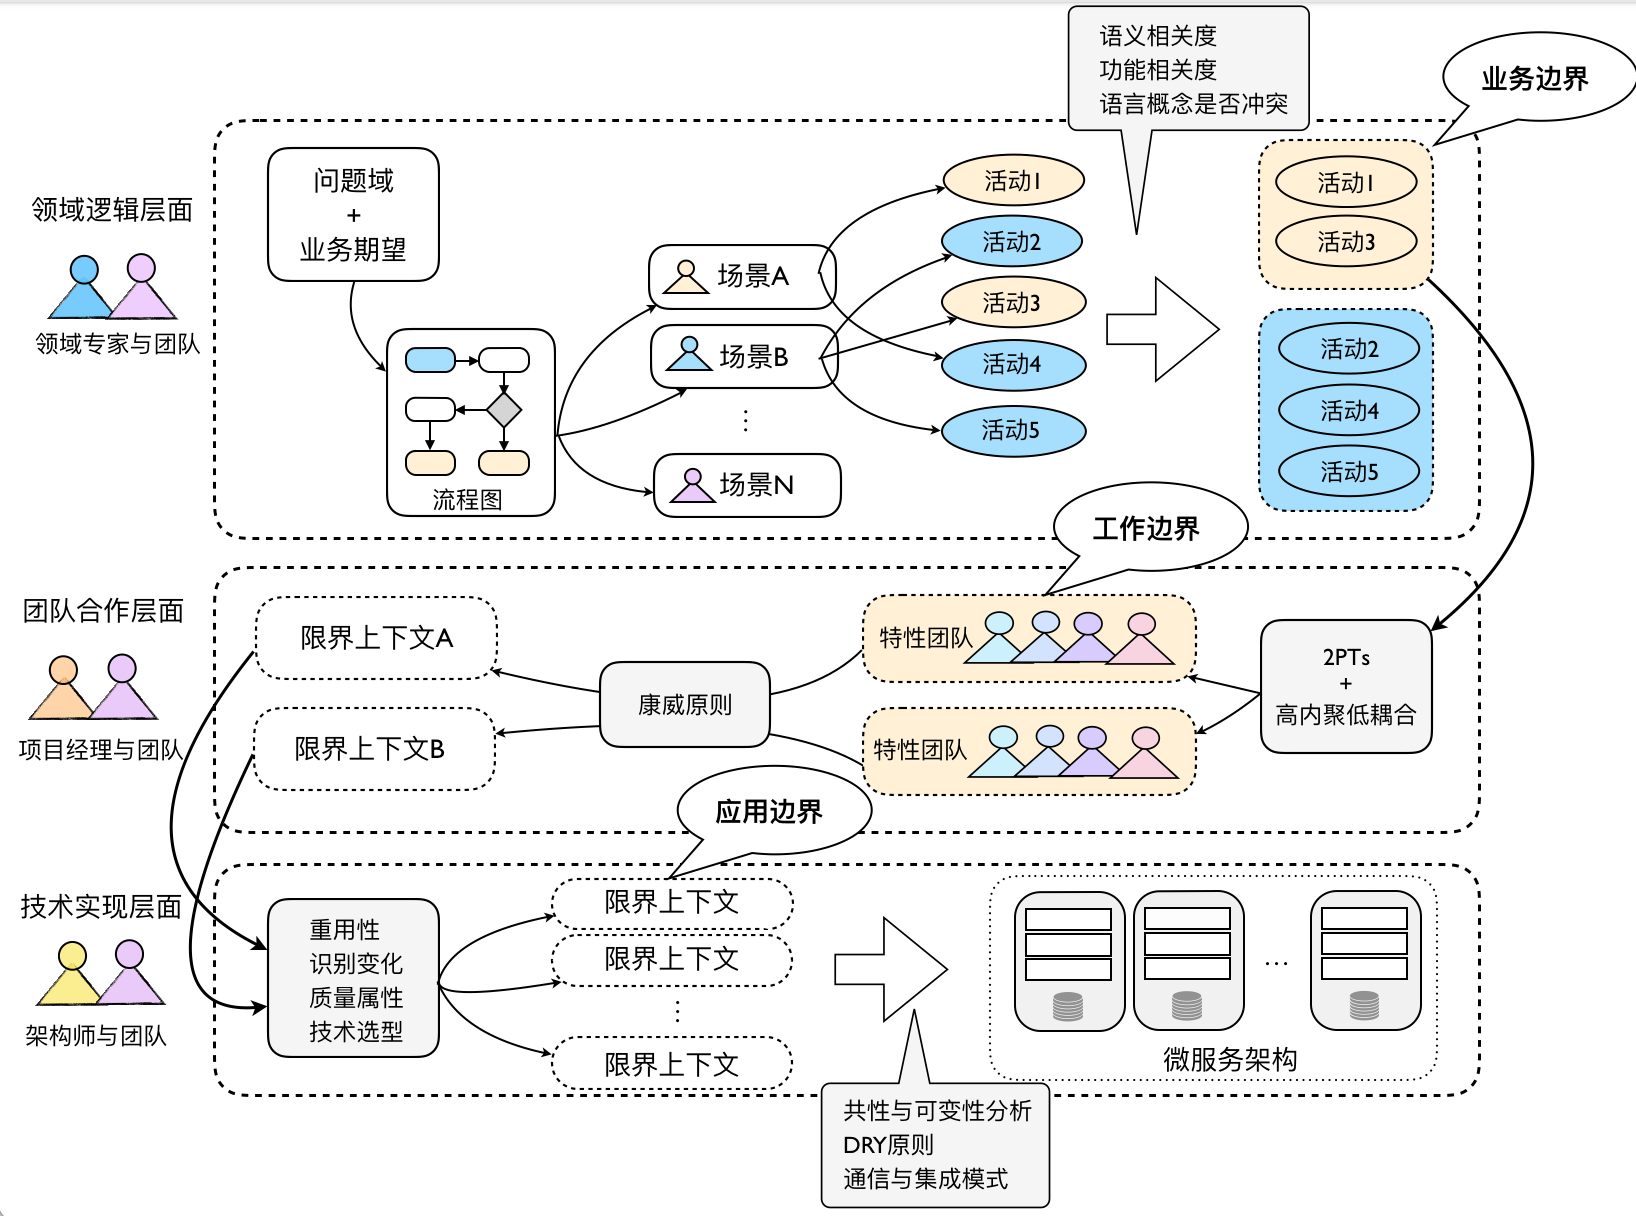 语义相关度
功能相关度
语言概念是否冲突
业务边界
领域逻辑层面
领域专家与团队
问题域
+
业务期望
流程图
场景A
场景B
⋮
场景N
活动1
活动2
活动3
活动4
活动5
活动1
活动3
活动2
活动4
活动5
工作边界
团队合作层面
项目经理与团队
限界上下文A
限界上下文B
康威原则
特性团队
特性团队
2PTs
+
高内聚低耦合
应用边界
技术实现层面
架构师与团队
重用性
识别变化
质量属性
技术选型
限界上下文
限界上下文
⋮
限界上下文
...
微服务架构
共性与可变性分析
DRY原则
通信与集成模式